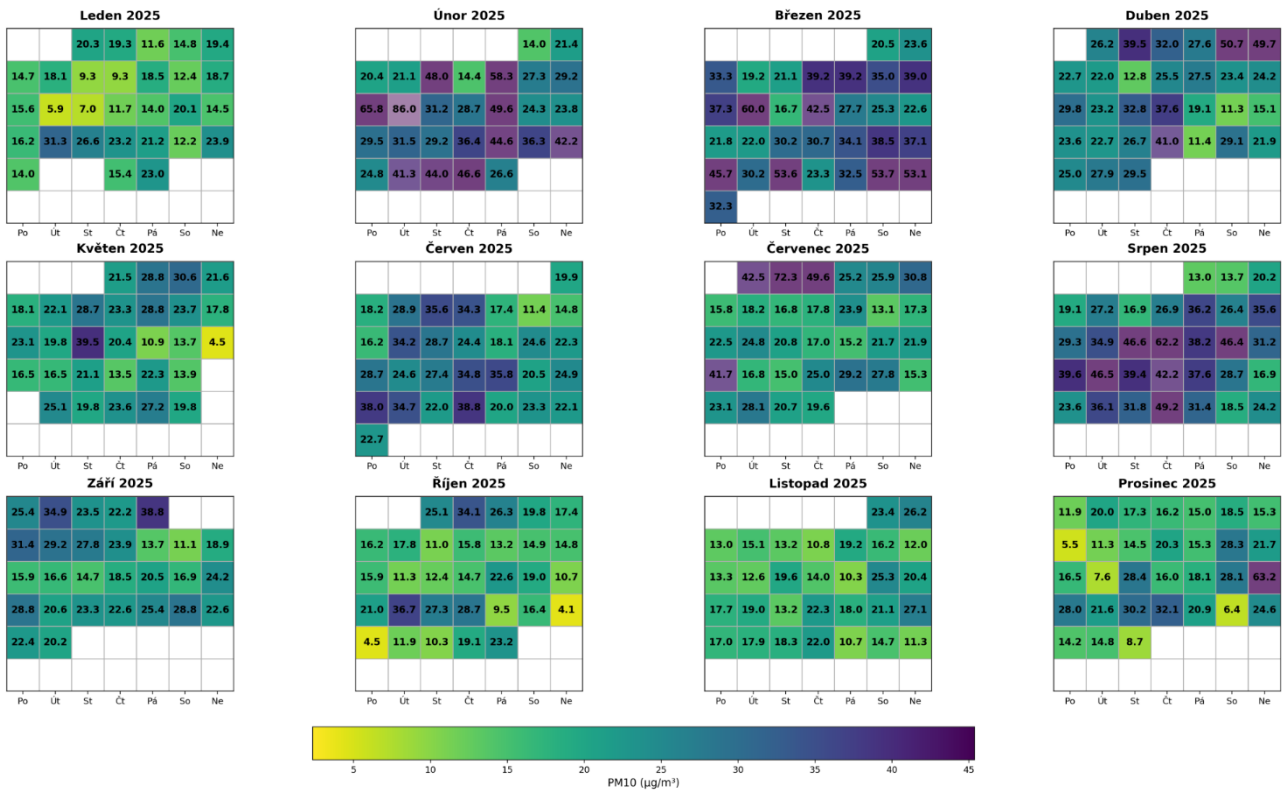 Leden 2025
20.3 19.3 11.6 14.8 19.4
14.7 18.1 9.3 9.3 18.5 12.4 18.7
15.6 5.9 7.0 11.7 14.0 20.1 14.5
16.2 31.3 26.6 23.2 21.2 12.2 23.9
14.0 15.4 23.0
Po Út St Čt Pá So Ne
Únor 2025
14.0 21.4
20.4 21.1 48.0 14.4 58.3 27.3 29.2
65.8 86.0 31.2 28.7 49.6 24.3 23.8
29.5 31.5 29.2 36.4 44.6 36.3 42.2
24.8 41.3 44.0 46.6 26.6
Po Út St Čt Pá So Ne
Březen 2025
20.5 23.6
33.3 19.2 21.1 39.2 39.2 35.0 39.0
37.3 60.0 16.7 42.5 27.7 25.3 22.6
21.8 22.0 30.2 30.7 34.1 38.5 37.1
45.7 30.2 53.6 23.3 32.5 53.7 53.1
32.3
Po Út St Čt Pá So Ne
Duben 2025
26.2 39.5 32.0 27.6 50.7 49.7
22.7 22.0 12.8 25.5 27.5 23.4 24.2
29.8 23.2 32.8 37.6 19.1 11.3 15.1
23.6 22.7 26.7 41.0 11.4 29.1 21.9
25.0 27.9 29.5
Po Út St Čt Pá So Ne
Květen 2025
21.5 28.8 30.6 21.6
18.1 22.1 28.7 23.3 28.8 23.7 17.8
23.1 19.8 39.5 20.4 10.9 13.7 4.5
16.5 16.5 21.1 13.5 22.3 13.9
25.1 19.8 23.6 27.2 19.8
Po Út St Čt Pá So Ne
Červen 2025
19.9
18.2 28.9 35.6 34.3 17.4 11.4 14.8
16.2 34.2 28.7 24.4 18.1 24.6 22.3
28.7 24.6 27.4 34.8 35.8 20.5 24.9
38.0 34.7 22.0 38.8 20.0 23.3 22.1
22.7
Po Út St Čt Pá So Ne
Červenec 2025
42.5 72.3 49.6 25.2 25.9 30.8
15.8 18.2 16.8 17.8 23.9 13.1 17.3
22.5 24.8 20.8 17.0 15.2 21.7 21.9
41.7 16.8 15.0 25.0 29.2 27.8 15.3
23.1 28.1 20.7 19.6
Po Út St Čt Pá So Ne
Srpen 2025
13.0 13.7 20.2
19.1 27.2 16.9 26.9 36.2 26.4 35.6
29.3 34.9 46.6 62.2 38.2 46.4 31.2
39.6 46.5 39.4 42.2 37.6 28.7 16.9
23.6 36.1 31.8 49.2 31.4 18.5 24.2
Po Út St Čt Pá So Ne
Září 2025
25.4 34.9 23.5 22.2 38.8
31.4 29.2 27.8 23.9 13.7 11.1 18.9
15.9 16.6 14.7 18.5 20.5 16.9 24.2
28.8 20.6 23.3 22.6 25.4 28.8 22.6
22.4 20.2
Po Út St Čt Pá So Ne
Říjen 2025
25.1 34.1 26.3 19.8 17.4
16.2 17.8 11.0 15.8 13.2 14.9 14.8
15.9 11.3 12.4 14.7 22.6 19.0 10.7
21.0 36.7 27.3 28.7 9.5 16.4 4.1
4.5 11.9 10.3 19.1 23.2
Po Út St Čt Pá So Ne
Listopad 2025
23.4 26.2
13.0 15.1 13.2 10.8 19.2 16.2 12.0
13.3 12.6 19.6 14.0 10.3 25.3 20.4
17.7 19.0 13.2 22.3 18.0 21.1 27.1
17.0 17.9 18.3 22.0 10.7 14.7 11.3
Po Út St Čt Pá So Ne
Prosinec 2025
11.9 20.0 17.3 16.2 15.0 18.5 15.3
5.5 11.3 14.5 20.3 15.3 28.3 21.7
16.5 7.6 28.4 16.0 18.1 28.1 63.2
28.0 21.6 30.2 32.1 20.9 6.4 24.6
14.2 14.8 8.7
Po Út St Čt Pá So Ne
5 10 15 20 25 30 35 40 45
PM10 (µg/m³)